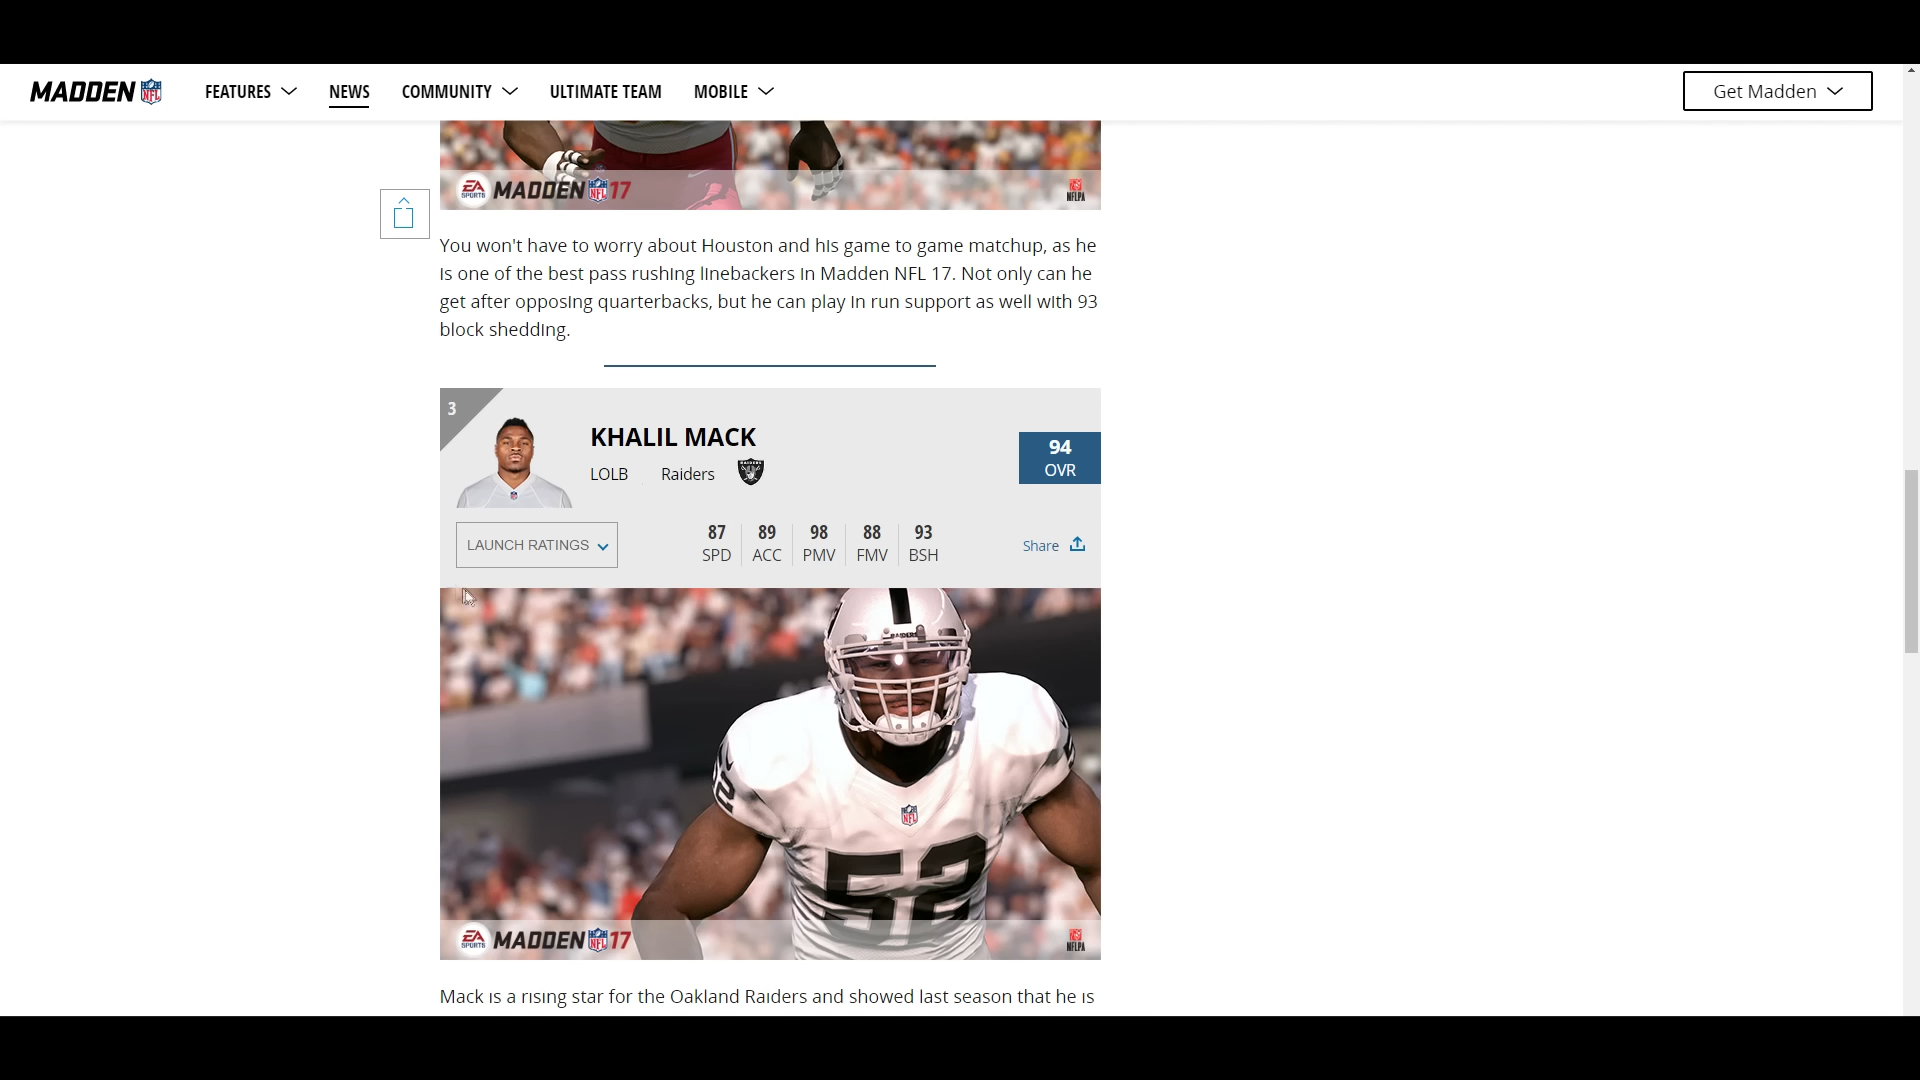 MADDEN NFL
FEATURES
NEWS
COMMUNITY
ULTIMATE TEAM
MOBILE
Get Madden
EA SPORTS MADDEN NFL 17
NFLPA
You won't have to worry about Houston and his game to game matchup, as he
is one of the best pass rushing linebackers in Madden NFL 17. Not only can he
get after opposing quarterbacks, but he can play in run support as well with 93
block shedding.
3
KHALIL MACK
LOLB Raiders RAIDERS
94
OVR
LAUNCH RATINGS
87 89 98 88 93
SPD ACC PMV FMV BSH
Share
RAIDERS
52
NFL
52
EA SPORTS MADDEN NFL 17
NFLPA
Mack is a rising star for the Oakland Raiders and showed last season that he is